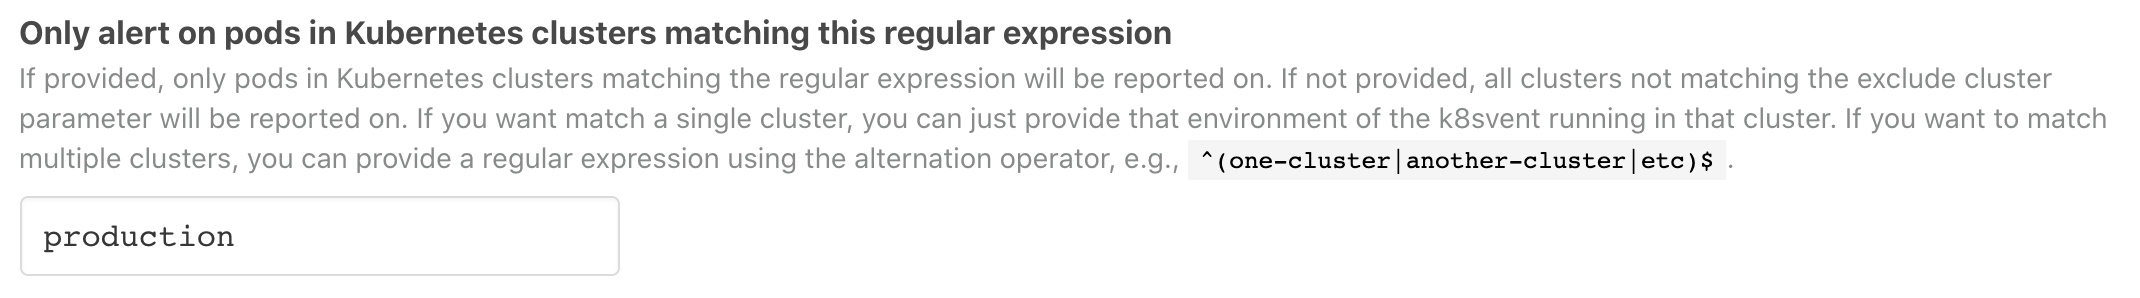 Only alert on pods in Kubernetes clusters matching this regular expression
If provided, only pods in Kubernetes clusters matching the regular expression will be reported on. If not provided, all clusters not matching the exclude cluster
parameter will be reported on. If you want match a single cluster, you can just provide that environment of the k8svent running in that cluster. If you want to match
multiple clusters, you can provide a regular expression using the alternation operator, e.g., ^(one-cluster|another-cluster|etc)$ .
production